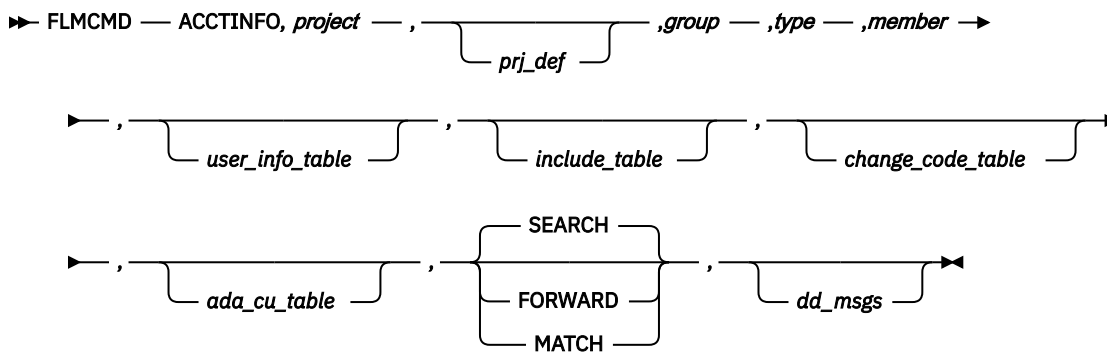 FLMCMD ACCTINFO, project , ,group ,type ,member
prj_def
, , ,
user_info_table include_table change_code_table
SEARCH
, , ,
ada_cu_table FORWARD dd_msgs
MATCH